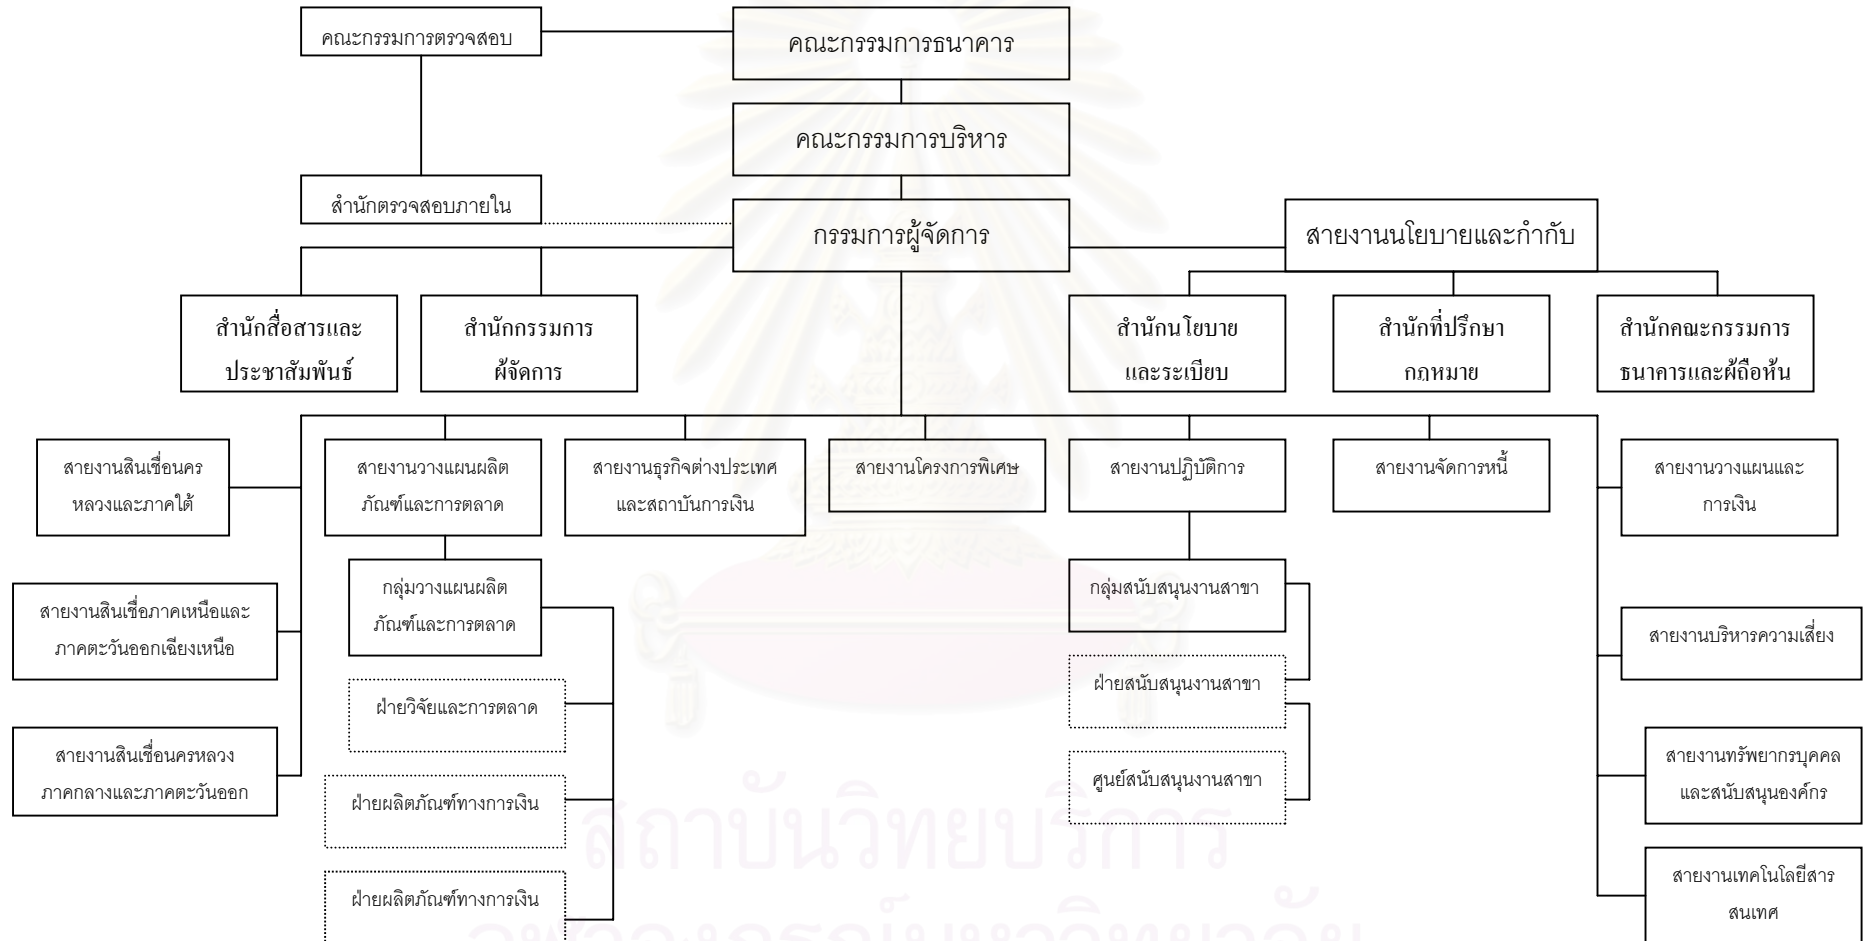 คณะกรรมการตรวจสอบ
คณะกรรมการธนาคาร
คณะกรรมการบริหาร
สำนักตรวจสอบภายใน
กรรมการผู้จัดการ
สายงานนโยบายและกำกับ
สำนักสื่อสารและ
ประชาสัมพันธ์
สำนักกรรมการ
ผู้จัดการ
สำนักนโยบาย
และระเบียบ
สำนักที่ปรึกษา
กฎหมาย
สำนักคณะกรรมการ
ธนาคารและผู้ถือหุ้น
สายงานสินเชื่อนคร
หลวงและภาคใต้
สายงานวางแผนผลิต
ภัณฑ์และการตลาด
สายงานธุรกิจต่างประเทศ
และสถาบันการเงิน
สายงานโครงการพิเศษ
สายงานปฏิบัติการ
สายงานจัดการหนี้
สายงานวางแผนและ
การเงิน
สายงานสินเชื่อภาคเหนือและ
ภาคตะวันออกเฉียงเหนือ
กลุ่มวางแผนผลิต
ภัณฑ์และการตลาด
กลุ่มสนับสนุนงานสาขา
สายงานบริหารความเสี่ยง
ฝ่ายวิจัยและการตลาด
ฝ่ายสนับสนุนงานสาขา
สายงานสินเชื่อนครหลวง
ภาคกลางและภาคตะวันออก
ฝ่ายผลิตภัณฑ์ทางการเงิน
ศูนย์สนับสนุนงานสาขา
สายงานทรัพยากรบุคคล
และสนับสนุนองค์กร
ฝ่ายผลิตภัณฑ์ทางการเงิน
สายงานเทคโนโลยีสาร
สนเทศ
สถาบันวิทยบริการ
จุฬาลงกรณ์มหาวิทยาลัย